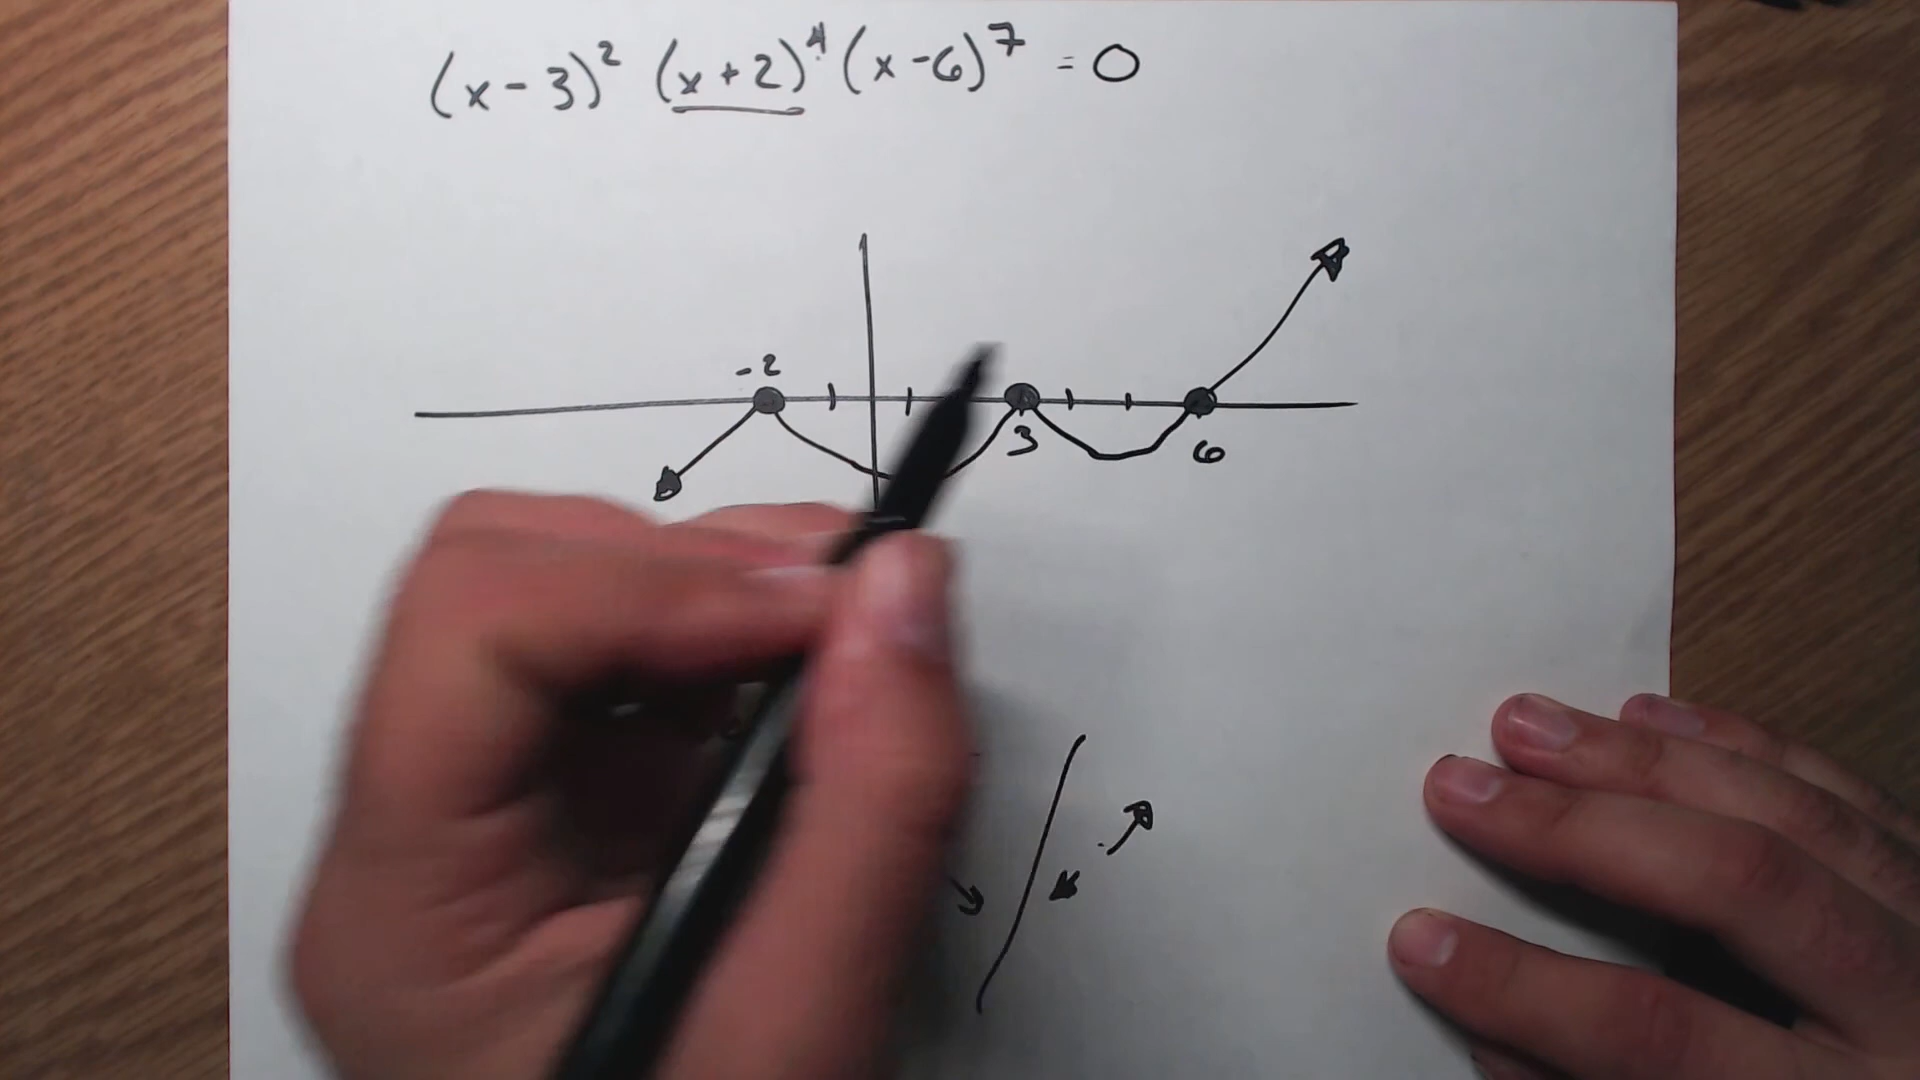 (x-3)² (x+2)⁴ (x-6)⁷ = 0
-2
3
6